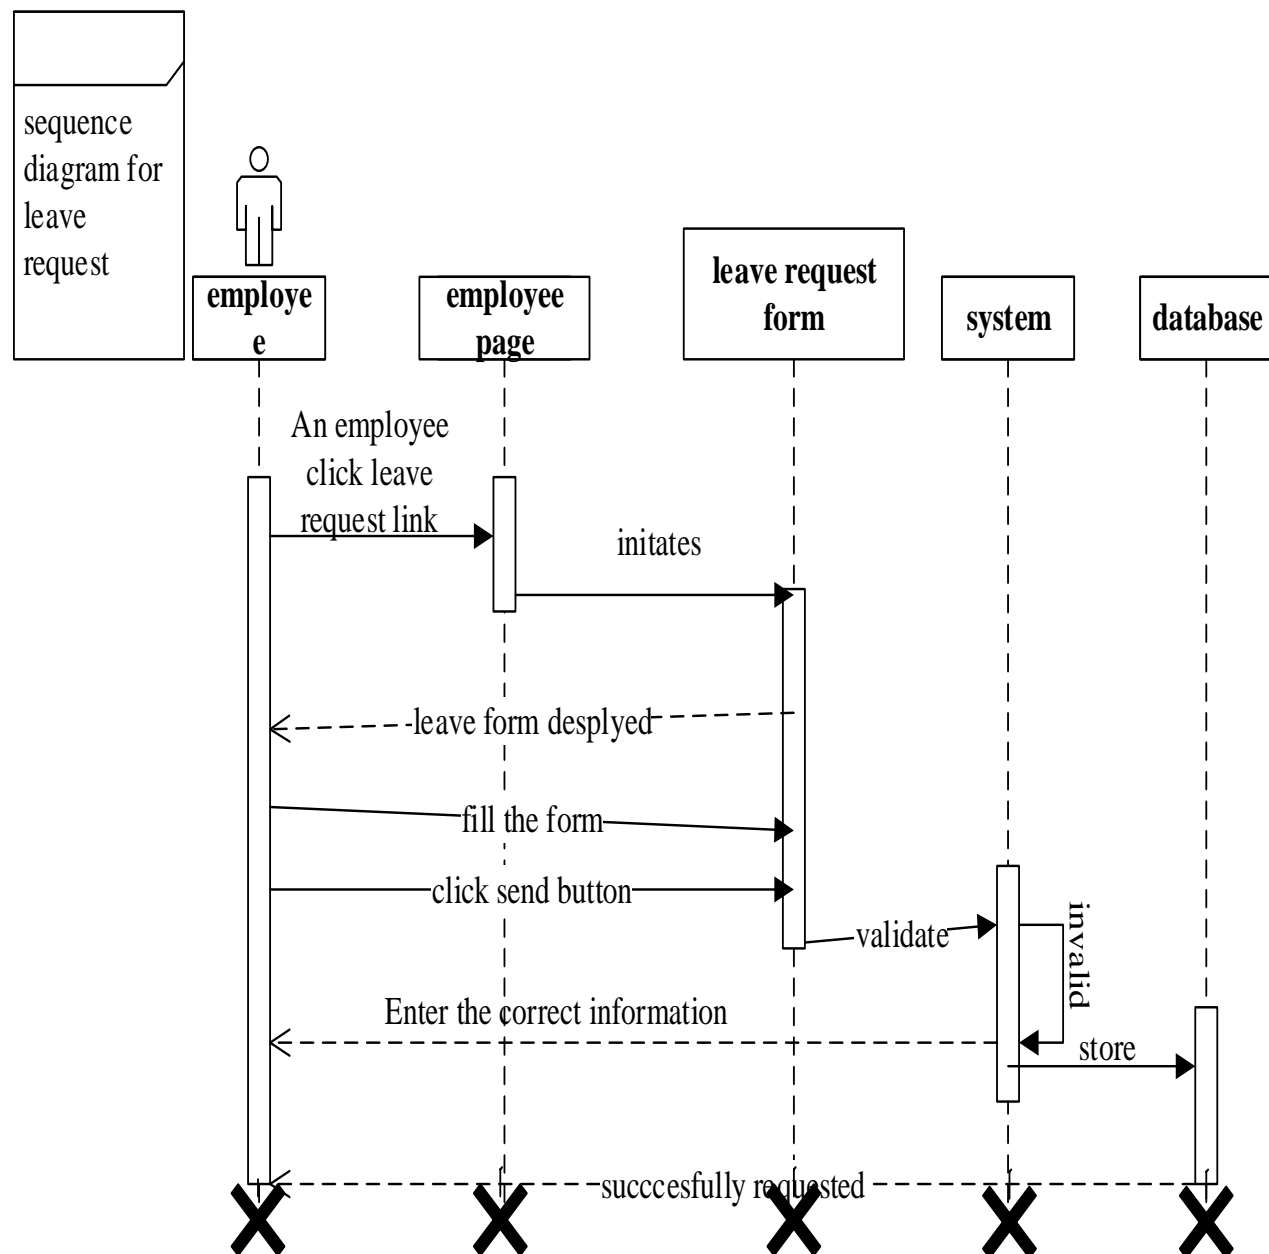 sequence
diagram for
leave
request
employe
e
employee
page
leave request
form
system
database
An employee
click leave
request link
initates
leave form desplyed
fill the form
click send button
validate
invalid
Enter the correct information
store
succcesfully requested